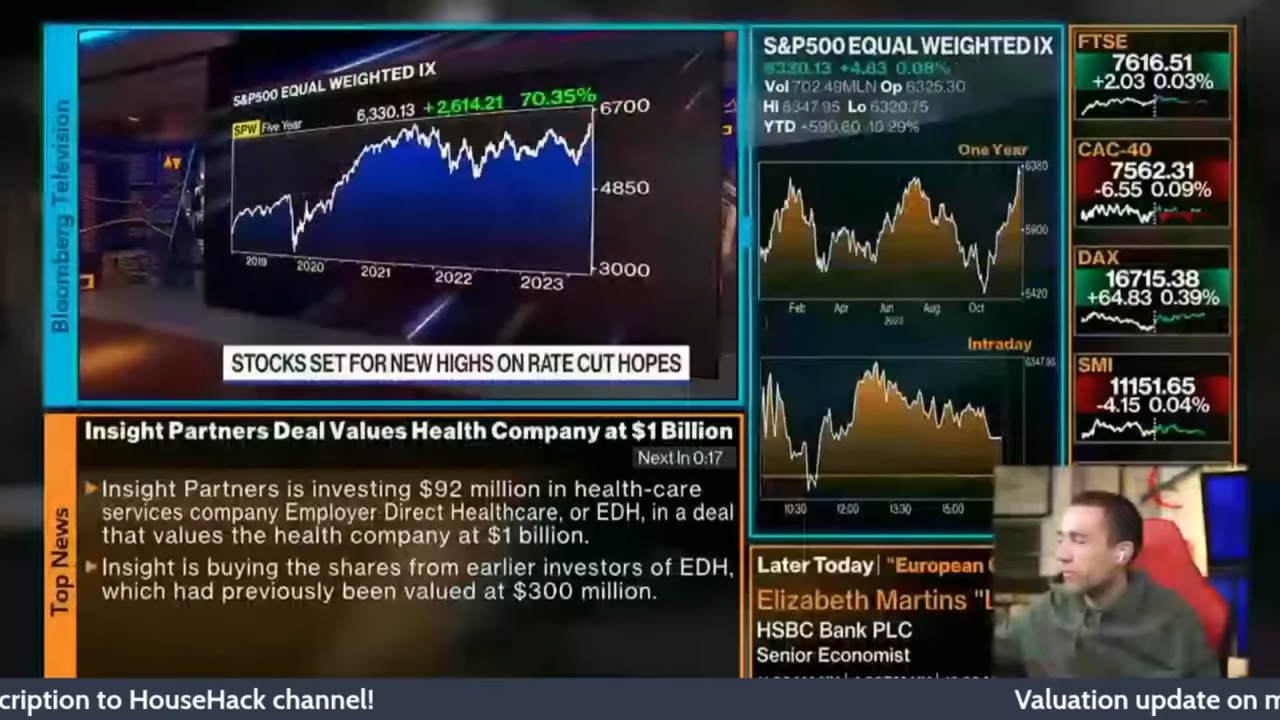 Bloomberg Television
S&P500 EQUAL WEIGHTED IX
6,330.13 +2,614.21 70.35%
SPW Five Year
6700
4850
3000
2019 2020 2021 2022 2023
STOCKS SET FOR NEW HIGHS ON RATE CUT HOPES
Top News
Insight Partners Deal Values Health Company at $1 Billion
Next In 0:17
Insight Partners is investing $92 million in health-care
services company Employer Direct Healthcare, or EDH, in a deal
that values the health company at $1 billion.
Insight is buying the shares from earlier investors of EDH,
which had previously been valued at $300 million.
S&P500 EQUAL WEIGHTED IX
6330.13 +4.63 0.08%
Vol 702.49MLN Op 6325.30
Hi 6347.95 Lo 6320.75
YTD +590.60 10.29%
One Year
6380
5900
5420
Feb Apr Jun Aug Oct
2023
Intraday
6347.95
10:30 12:00 13:30 15:00
Later Today | "European
Elizabeth Martins
HSBC Bank PLC
Senior Economist
FTSE
7616.51
+2.03 0.03%
CAC-40
7562.31
-6.55 0.09%
DAX
16715.38
+64.83 0.39%
SMI
11151.65
-4.15 0.04%
cription to HouseHack channel!
Valuation update on m